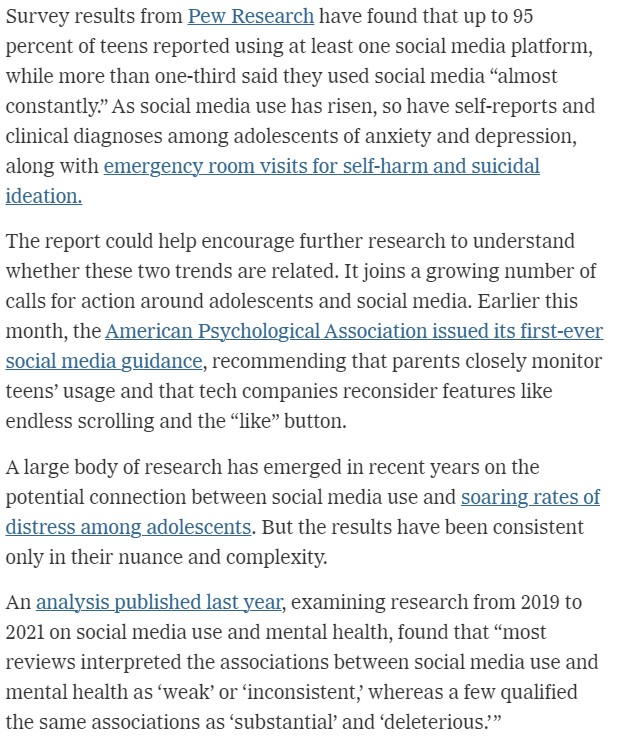 Survey results from Pew Research have found that up to 95
percent of teens reported using at least one social media platform,
while more than one-third said they used social media “almost
constantly.” As social media use has risen, so have self-reports and
clinical diagnoses among adolescents of anxiety and depression,
along with emergency room visits for self-harm and suicidal
ideation.
The report could help encourage further research to understand
whether these two trends are related. It joins a growing number of
calls for action around adolescents and social media. Earlier this
month, the American Psychological Association issued its first-ever
social media guidance, recommending that parents closely monitor
teens’ usage and that tech companies reconsider features like
endless scrolling and the “like” button.
A large body of research has emerged in recent years on the
potential connection between social media use and soaring rates of
distress among adolescents. But the results have been consistent
only in their nuance and complexity.
An analysis published last year, examining research from 2019 to
2021 on social media use and mental health, found that “most
reviews interpreted the associations between social media use and
mental health as ‘weak’ or ‘inconsistent,’ whereas a few qualified
the same associations as ‘substantial’ and ‘deleterious.’”